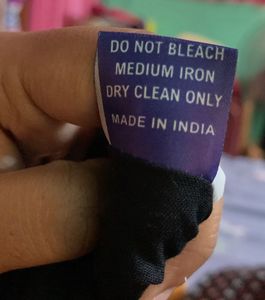 DO NOT BLEACH
MEDIUM IRON
DRY CLEAN ONLY
MADE IN INDIA